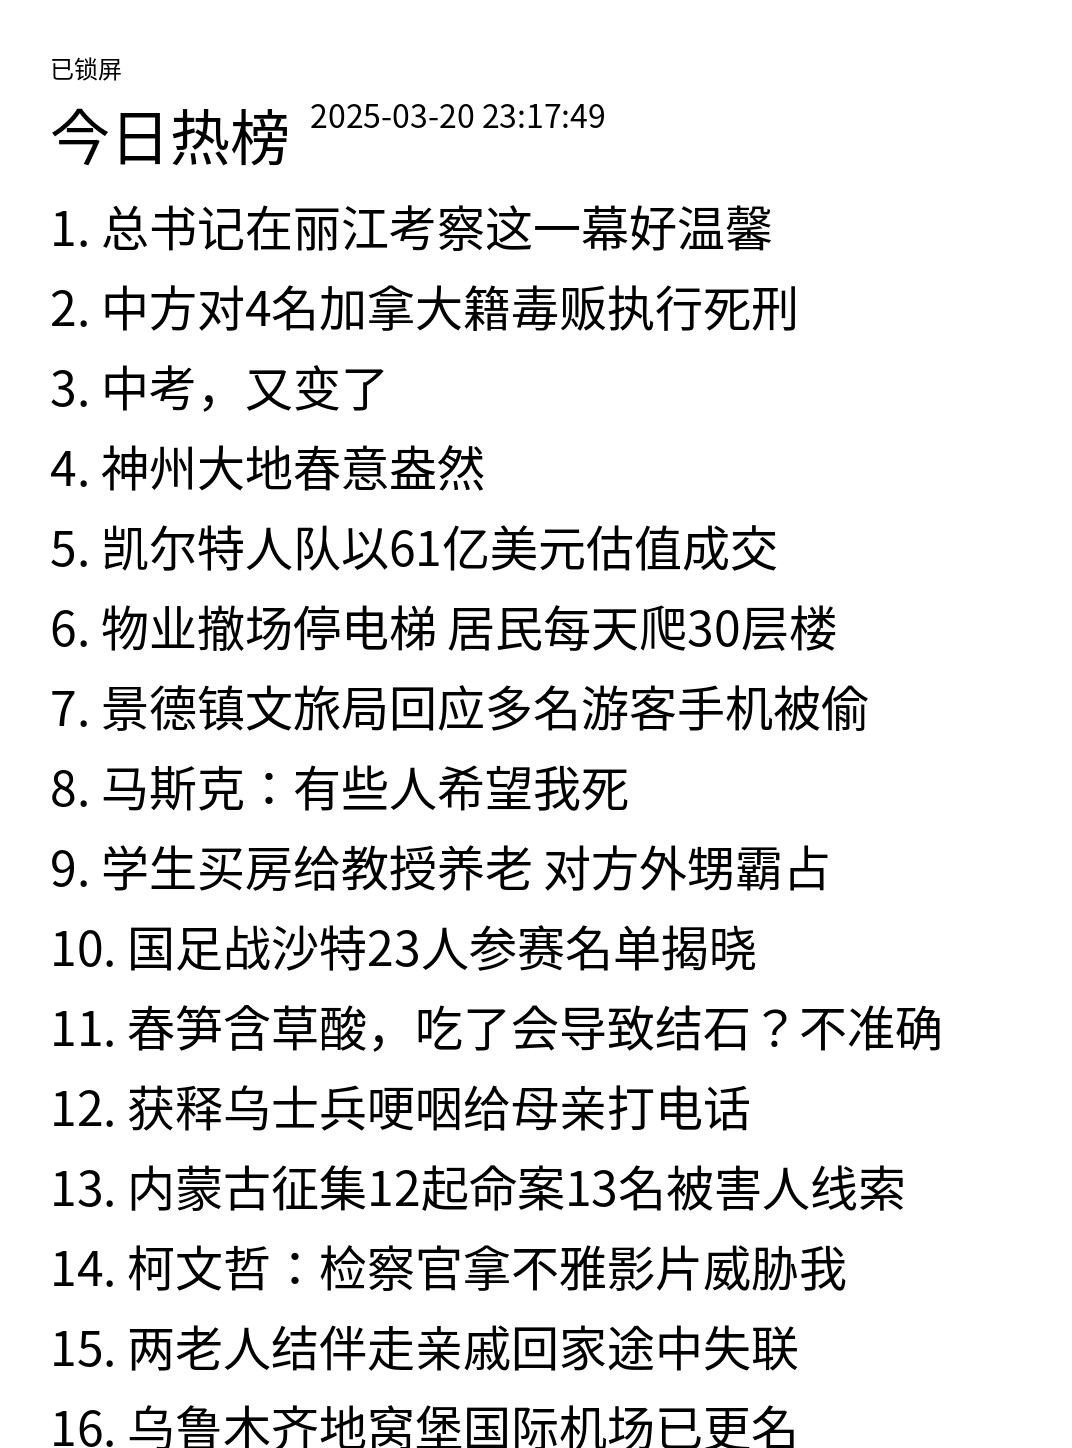 已锁屏
今日热榜 2025-03-20 23:17:49
1. 总书记在丽江考察这一幕好温馨
2. 中方对4名加拿大籍毒贩执行死刑
3. 中考，又变了
4. 神州大地春意盎然
5. 凯尔特人队以61亿美元估值成交
6. 物业撤场停电梯 居民每天爬30层楼
7. 景德镇文旅局回应多名游客手机被偷
8. 马斯克：有些人希望我死
9. 学生买房给教授养老 对方外甥霸占
10. 国足战沙特23人参赛名单揭晓
11. 春笋含草酸，吃了会导致结石？不准确
12. 获释乌士兵哽咽给母亲打电话
13. 内蒙古征集12起命案13名被害人线索
14. 柯文哲：检察官拿不雅影片威胁我
15. 两老人结伴走亲戚回家途中失联
16. 乌鲁木齐地窝堡国际机场已更名